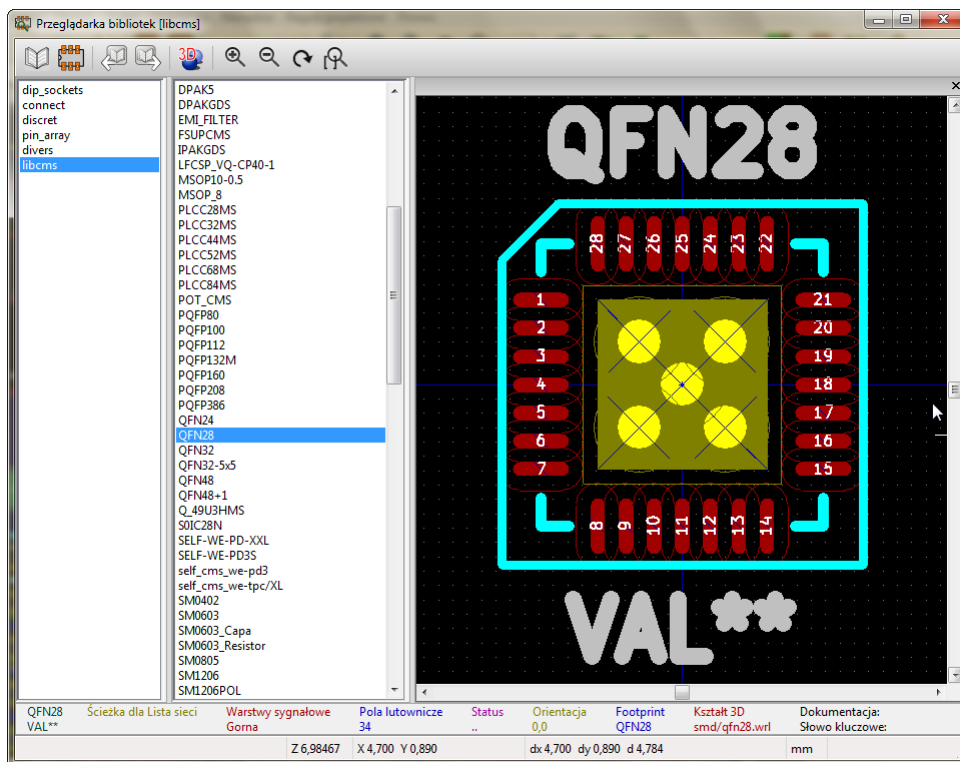 Przeglądarka bibliotek [libcms]
3D
dip_sockets
connect
discret
pin_array
divers
libcms
DPAK5
DPAKGDS
EMI_FILTER
FSUPCMS
IPAKGDS
LFCSP_VQ-CP40-1
MSOP10-0.5
MSOP_8
PLCC28MS
PLCC32MS
PLCC44MS
PLCC52MS
PLCC68MS
PLCC84MS
POT_CMS
PQFP80
PQFP100
PQFP112
PQFP132M
PQFP160
PQFP208
PQFP386
QFN24
QFN28
QFN32
QFN32-5x5
QFN48
QFN48+1
Q_49U3HMS
S0IC28N
SELF-WE-PD-XXL
SELF-WE-PD3S
self_cms_we-pd3
self_cms_we-tpc/XL
SM0402
SM0603
SM0603_Capa
SM0603_Resistor
SM0805
SM1206
SM1206POL
QFN28
28 27 26 25 24 23 22
1 21
2 20
3 19
4 18
5 17
6 16
7 15
8 9 10 11 12 13 14
VAL**
QFN28 Ścieżka dla Lista sieci Warstwy sygnałowe Pola lutownicze Status Orientacja Footprint Kształt 3D Dokumentacja:
VAL** Gorna 34 .. 0,0 QFN28 smd/qfn28.wrl Słowo kluczowe:
Z 6,98467 X 4,700 Y 0,890 dx 4,700 dy 0,890 d 4,784 mm